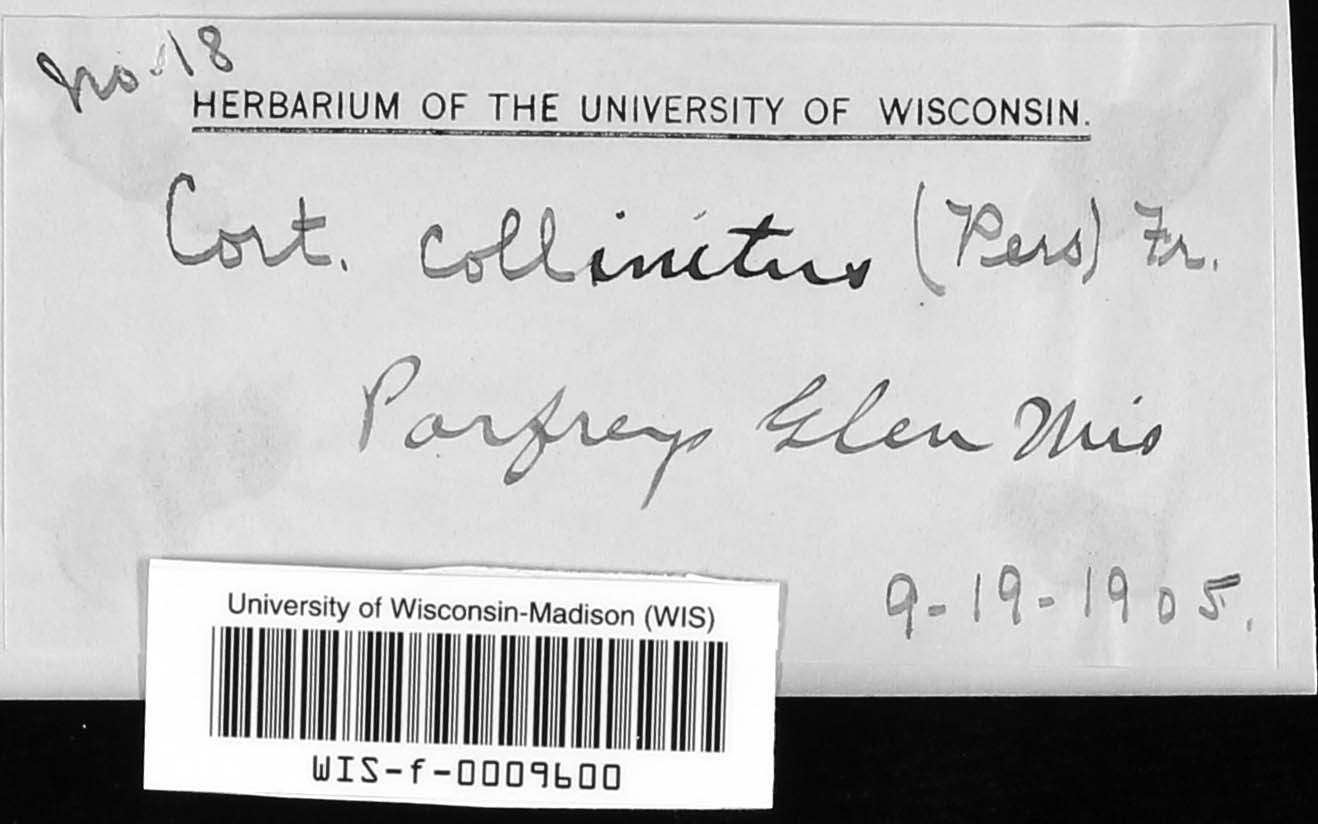 No. 18
HERBARIUM OF THE UNIVERSITY OF WISCONSIN.
Cort. collinitus (Pers) Fr.
Parfreys Glen Wis
9-19-1905.
University of Wisconsin-Madison (WIS)
WIS-f-0009600